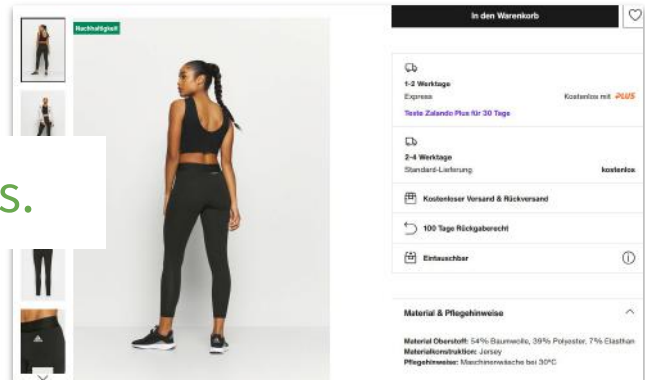 Nachhaltigkeit
s.
In den Warenkorb
1-2 Werktage
Express Kostenlos mit PLUS
Teste Zalando Plus für 30 Tage
2-4 Werktage
Standard-Lieferung kostenlos
Kostenloser Versand & Rückversand
100 Tage Rückgaberecht
Eintauschbar
Material & Pflegehinweise
Material Oberstoff: 54% Baumwolle, 39% Polyester, 7% Elasthan
Materialkonstruktion: Jersey
Pflegehinweise: Maschinenwäsche bei 30°C